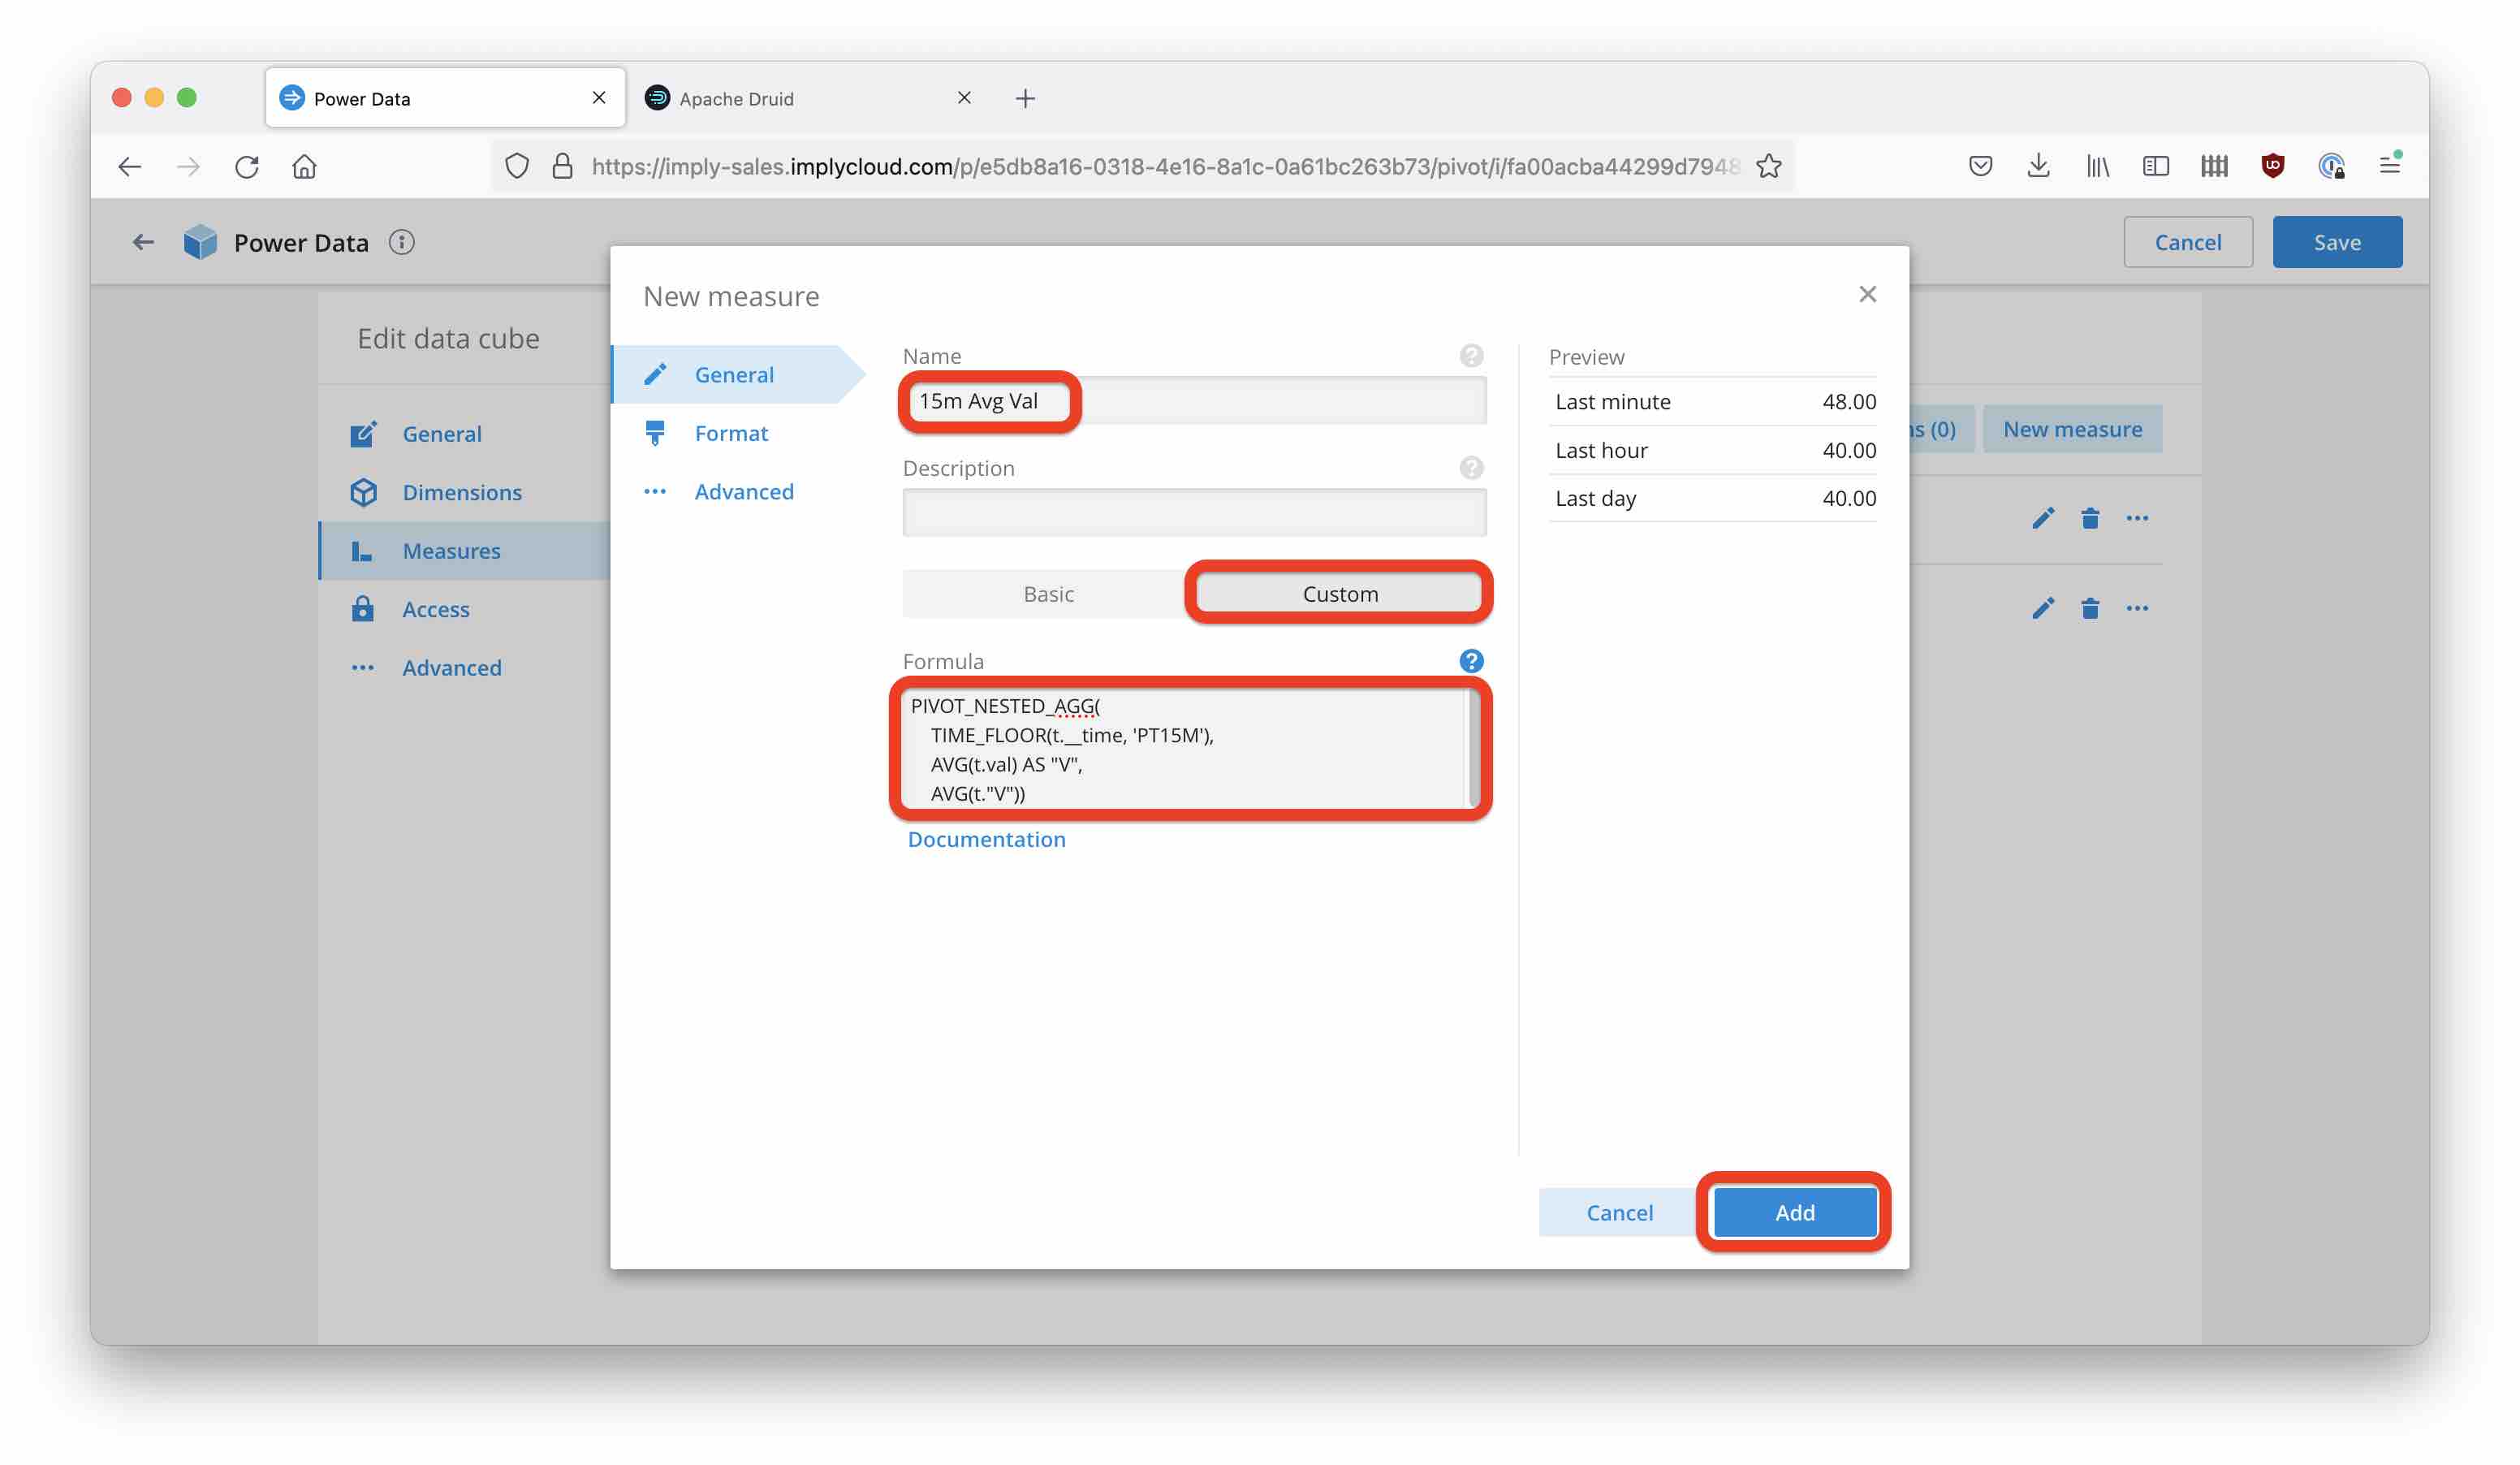 Power Data
Apache Druid
https://imply-sales.implycloud.com/p/e5db8a16-0318-4e16-8a1c-0a61bc263b73/pivot/i/fa00acba44299d7948
Power Data
Cancel
Save
Edit data cube
General
Dimensions
Measures
Access
Advanced
New measure
General
Format
Advanced
Name
15m Avg Val
Description
Basic
Custom
Formula
PIVOT_NESTED_AGG(
TIME_FLOOR(t.__time, 'PT15M'),
AVG(t.val) AS "V",
AVG(t."V"))
Documentation
Preview
Last minute 48.00
Last hour 40.00
Last day 40.00
(0)
New measure
Cancel
Add